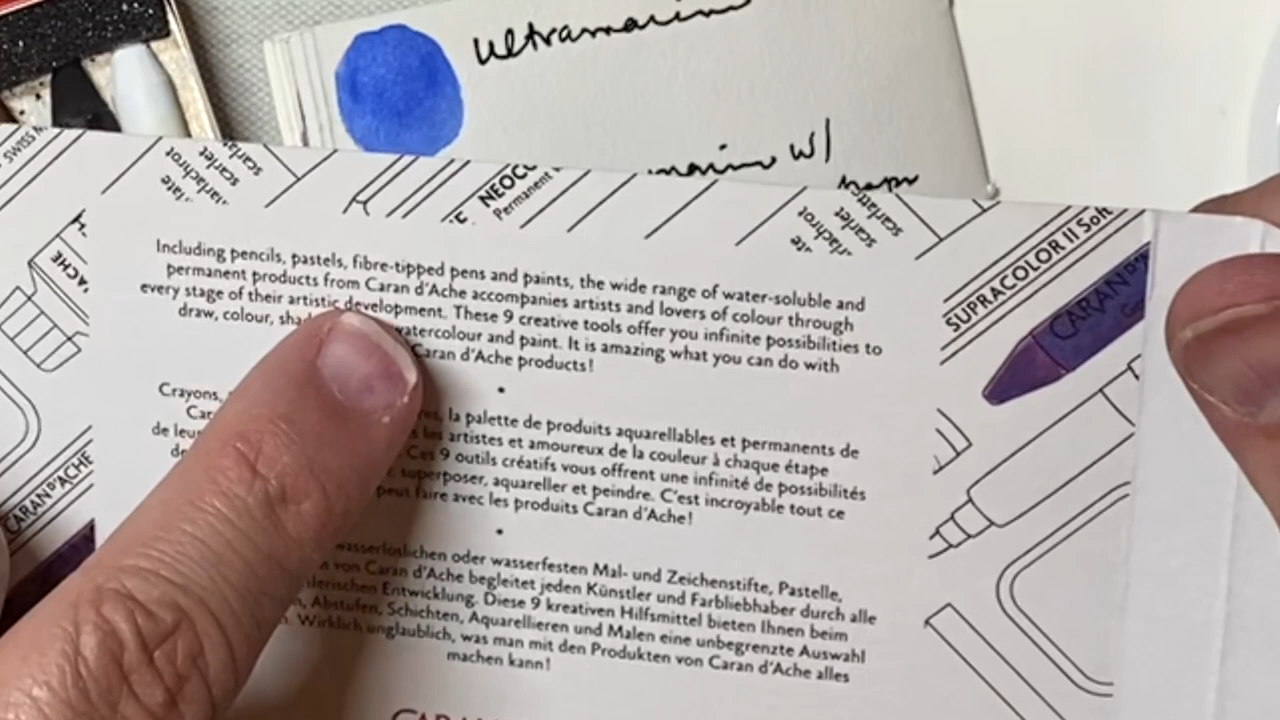 Ultramarine
w/
SWISS M
scarlet
NEOCO
Permanent
scarlet
SUPRACOLOR II Soft
CARAN D'A
Including pencils, pastels, fibre-tipped pens and paints, the wide range of water-soluble and
permanent products from Caran d'Ache accompanies artists and lovers of colour through
every stage of their artistic development. These 9 creative tools offer you infinite possibilities to
draw, colour, watercolour and paint. It is amazing what you can do with
Caran d'Ache products!
•
Crayons, la palette de produits aquarellables et permanents de
artistes et amoureux de la couleur à chaque étape
Ces 9 outils créatifs vous offrent une infinité de possibilités
superposer, aquareller et peindre. C'est incroyable tout ce
peut faire avec les produits Caran d'Ache!
•
wasserlöslichen oder wasserfesten Mal- und Zeichenstifte, Pastelle,
von Caran d'Ache begleitet jeden Künstler und Farbliebhaber durch alle
Entwicklung. Diese 9 kreativen Hilfsmittel bieten Ihnen beim
Abstufen, Schichten, Aquarellieren und Malen eine unbegrenzte Auswahl
Wirklich unglaublich, was man mit den Produkten von Caran d'Ache alles
machen kann!
CARAN D'ACHE